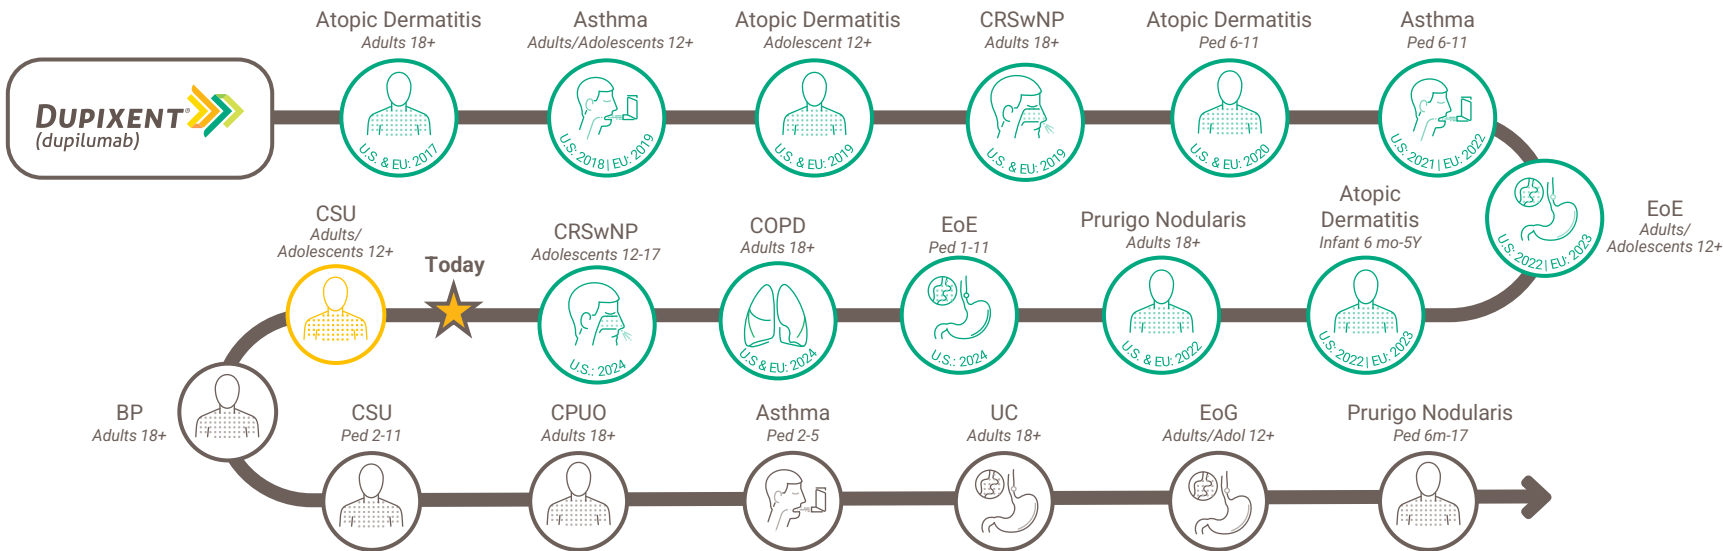 DUPIXENT®
(dupilumab)
Atopic Dermatitis
Adults 18+
U.S. & EU: 2017
Asthma
Adults/Adolescents 12+
U.S: 2018 | EU: 2019
Atopic Dermatitis
Adolescent 12+
U.S. & EU: 2019
CRSwNP
Adults 18+
U.S. & EU: 2019
Atopic Dermatitis
Ped 6-11
U.S. & EU: 2020
Asthma
Ped 6-11
U.S: 2021 | EU: 2022
EoE
Adults/
Adolescents 12+
U.S: 2022 | EU: 2023
Atopic
Dermatitis
Infant 6 mo-5Y
U.S: 2022 | EU: 2023
Prurigo Nodularis
Adults 18+
U.S. & EU: 2022
EoE
Ped 1-11
U.S.: 2024
COPD
Adults 18+
U.S & EU: 2024
CRSwNP
Adolescents 12-17
U.S.: 2024
Today
CSU
Adults/
Adolescents 12+
BP
Adults 18+
CSU
Ped 2-11
CPUO
Adults 18+
Asthma
Ped 2-5
UC
Adults 18+
EoG
Adults/Adol 12+
Prurigo Nodularis
Ped 6m-17